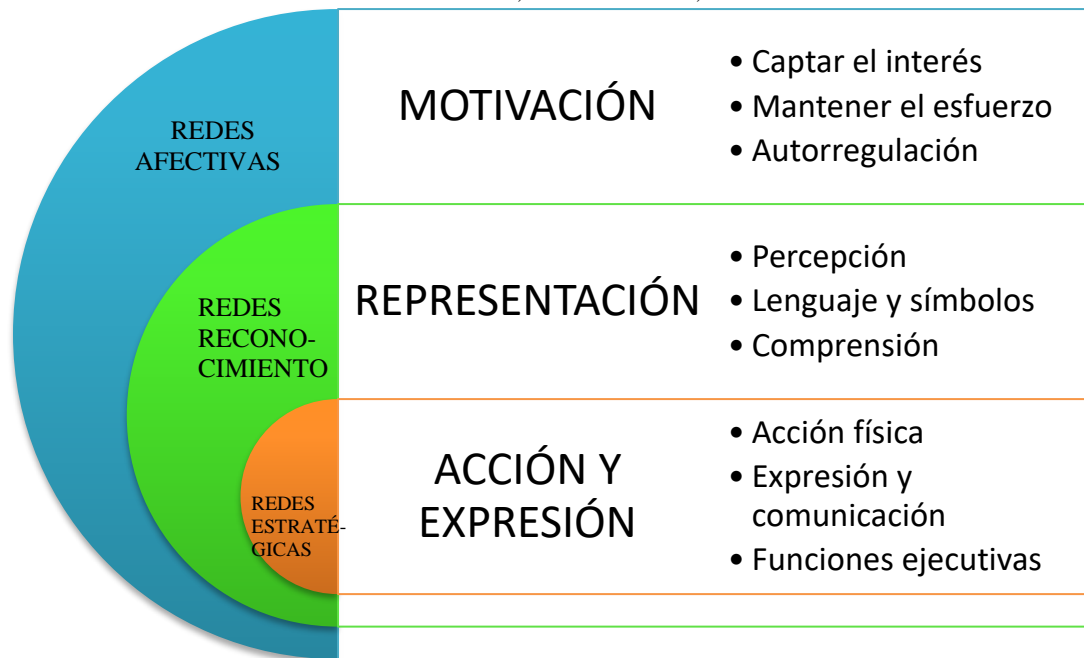 REDES
AFECTIVAS
MOTIVACIÓN
• Captar el interés
• Mantener el esfuerzo
• Autorregulación
REDES
RECONO-
CIMIENTO
REPRESENTACIÓN
• Percepción
• Lenguaje y símbolos
• Comprensión
REDES
ESTRATÉ-
GICAS
ACCIÓN Y
EXPRESIÓN
• Acción física
• Expresión y
comunicación
• Funciones ejecutivas